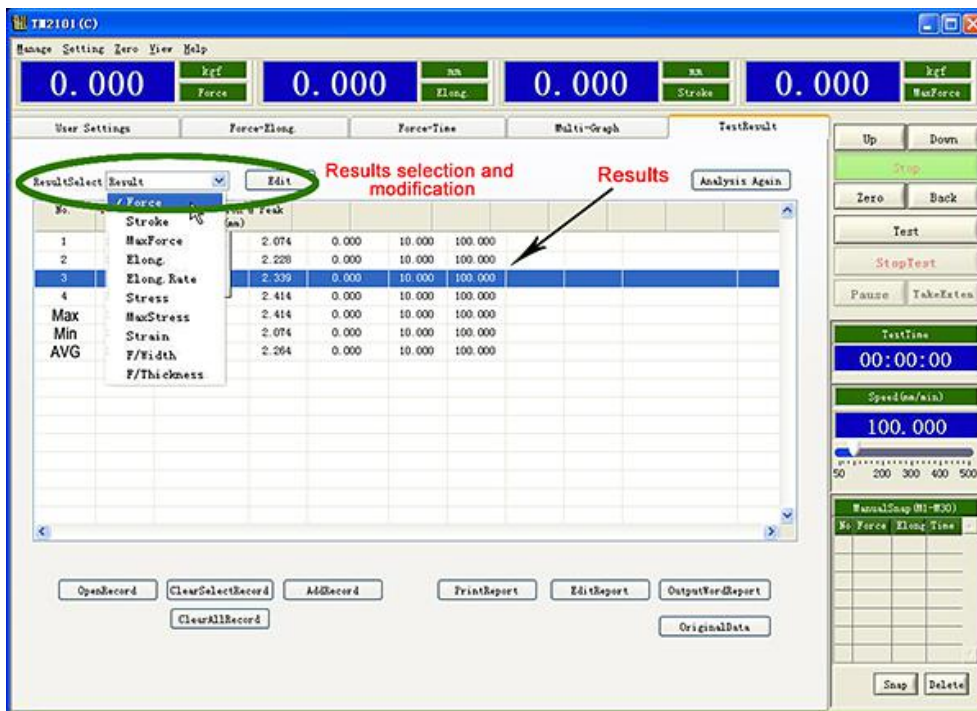 TM2101(C)
Manage Setting Zero View Help
0.000 kgf Force 0.000 mm Elong. 0.000 mm Stroke 0.000 kgf MaxForce
User Settings Force-Elong. Force-Time Multi-Graph TestResult
Up Down
Stop
Zero Back
Test
StopTest
Pause TakeExten
ResultSelect Result Edit
Results selection and modification
Results
Analysis Again
No. Peak
(mm)
✓ Force
Stroke
MaxForce
Elong.
Elong.Rate
Stress
MaxStress
Strain
F/Width
F/Thickness
1 2.074 0.000 10.000 100.000
2 2.228 0.000 10.000 100.000
3 2.339 0.000 10.000 100.000
4 2.414 0.000 10.000 100.000
Max 2.414 0.000 10.000 100.000
Min 2.074 0.000 10.000 100.000
AVG 2.264 0.000 10.000 100.000
TestTime
00:00:00
Speed(mm/min)
100.000
50 200 300 400 500
ManualSnap(M1-M30)
No Force Elong Time
OpenRecord ClearSelectRecord AddRecord PrintReport EditReport OutputWordReport
ClearAllRecord OriginalData
Snap Delete